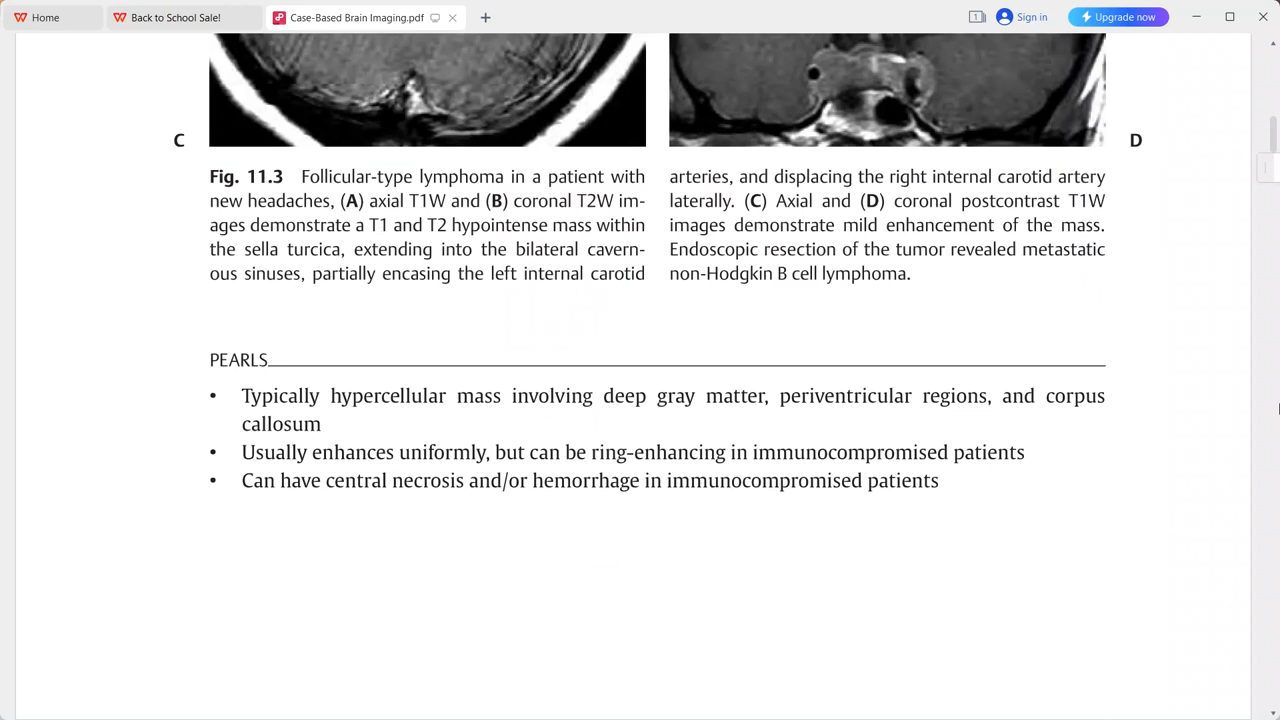 Home
Back to School Sale!
Case-Based Brain Imaging.pdf
1
Sign in
Upgrade now
C
D
Fig. 11.3 Follicular-type lymphoma in a patient with
new headaches, (A) axial T1W and (B) coronal T2W im-
ages demonstrate a T1 and T2 hypointense mass within
the sella turcica, extending into the bilateral cavern-
ous sinuses, partially encasing the left internal carotid
arteries, and displacing the right internal carotid artery
laterally. (C) Axial and (D) coronal postcontrast T1W
images demonstrate mild enhancement of the mass.
Endoscopic resection of the tumor revealed metastatic
non-Hodgkin B cell lymphoma.
PEARLS
• Typically hypercellular mass involving deep gray matter, periventricular regions, and corpus
callosum
• Usually enhances uniformly, but can be ring-enhancing in immunocompromised patients
• Can have central necrosis and/or hemorrhage in immunocompromised patients